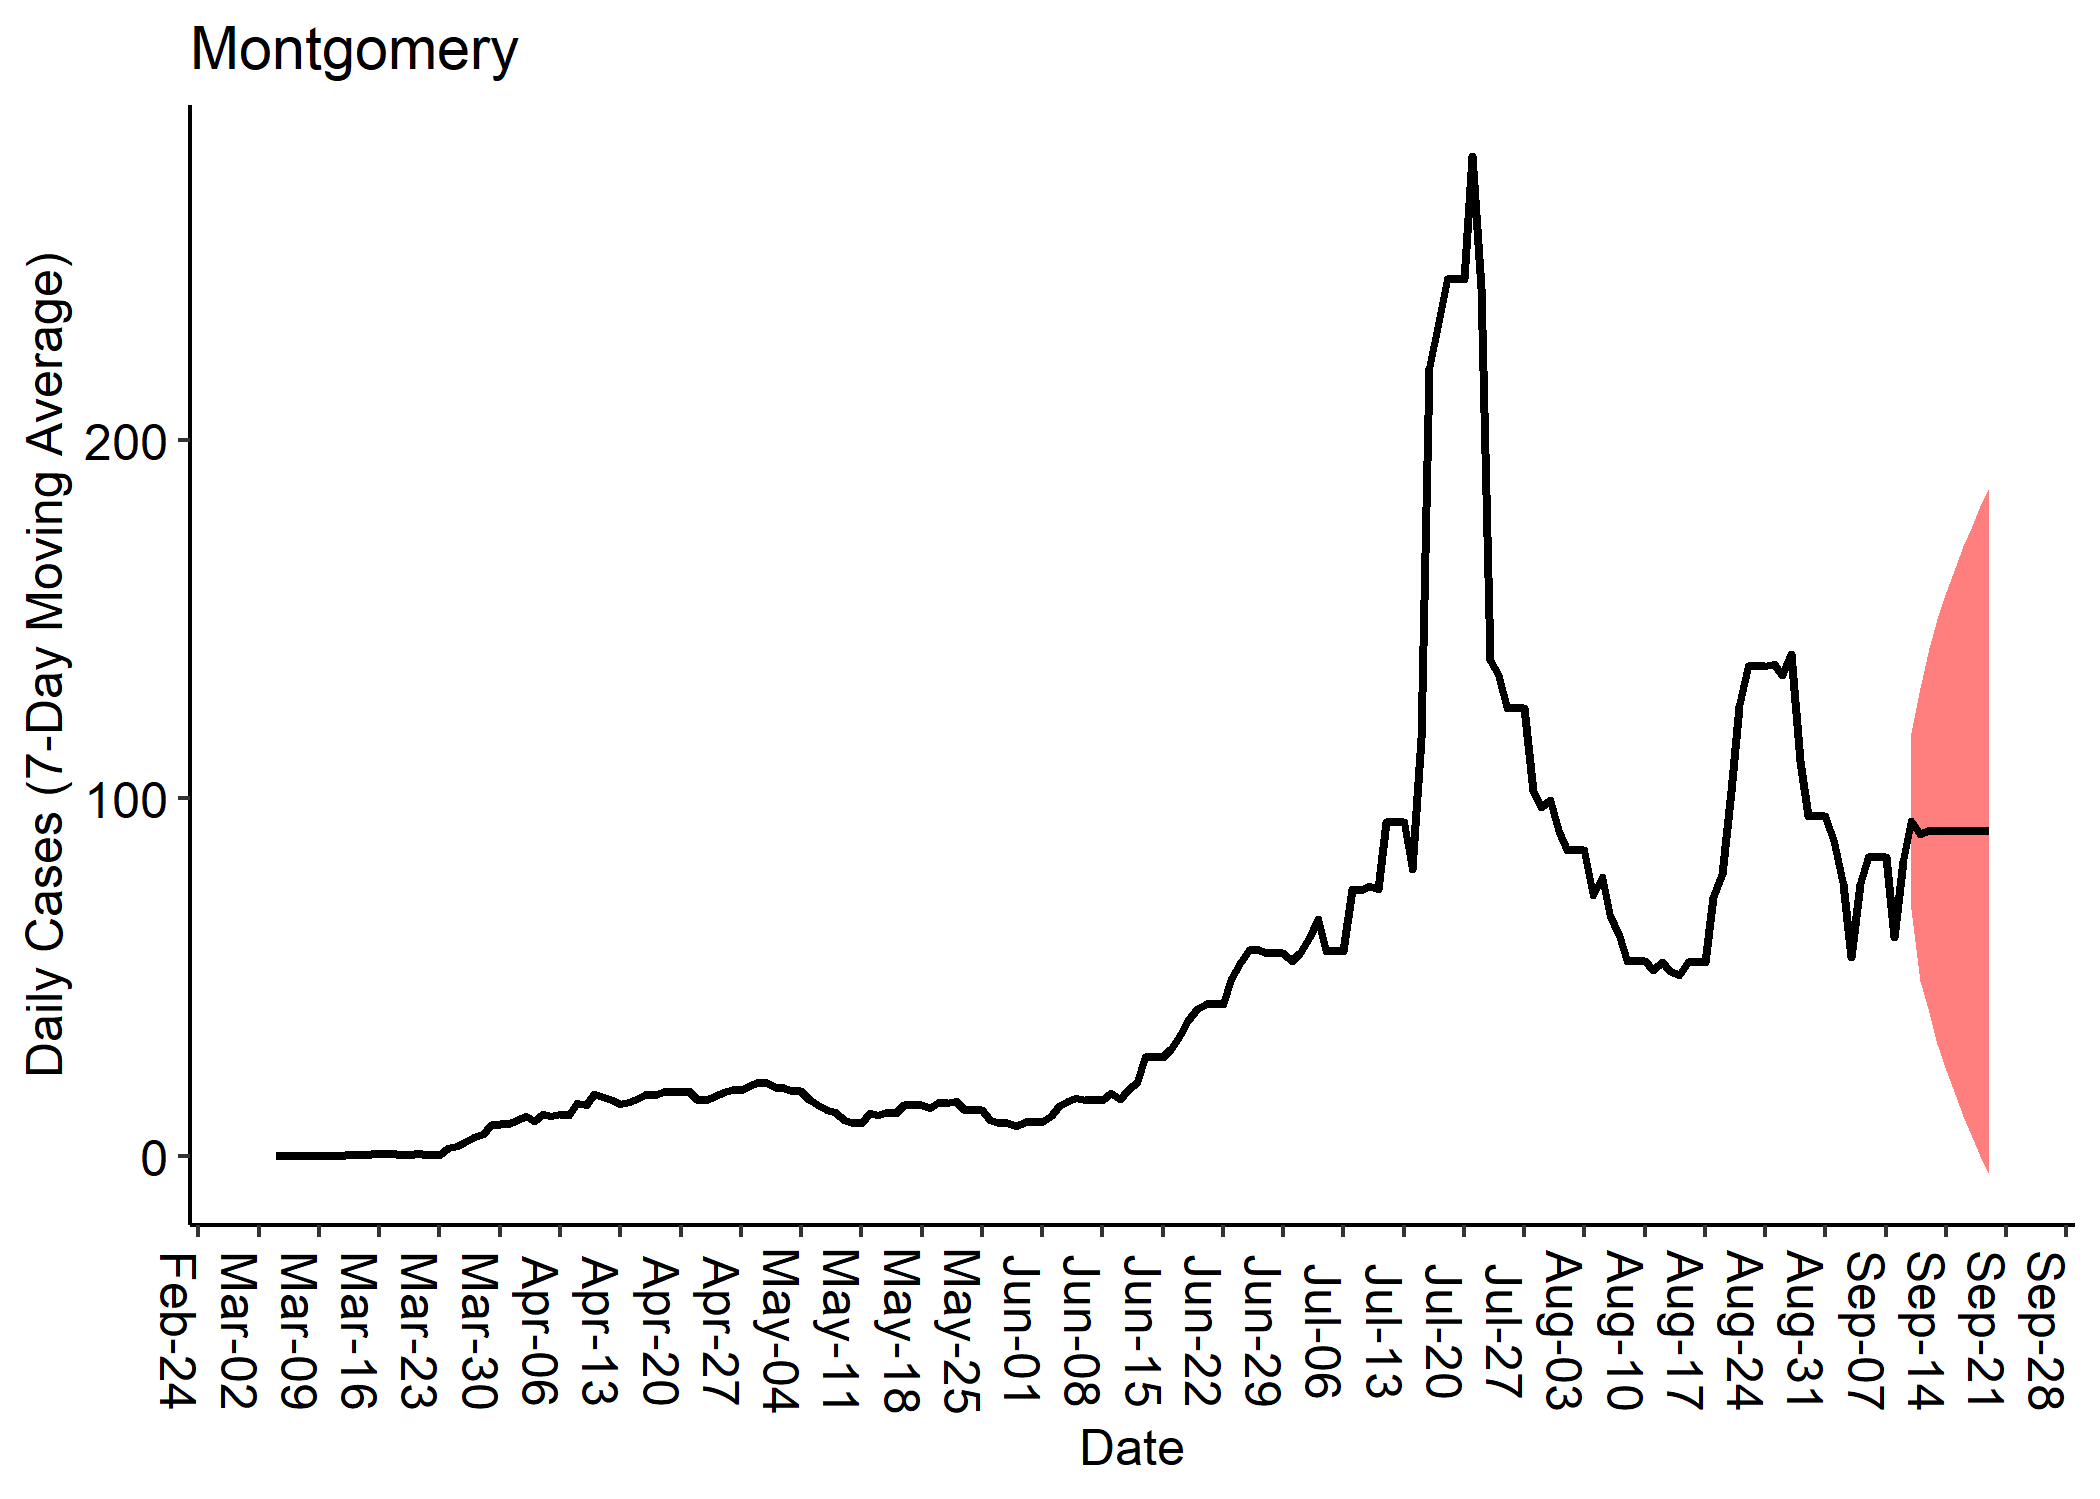 Montgomery
Daily Cases (7-Day Moving Average)
200
100
0
Feb-24
Mar-02
Mar-09
Mar-16
Mar-23
Mar-30
Apr-06
Apr-13
Apr-20
Apr-27
May-04
May-11
May-18
May-25
Jun-01
Jun-08
Jun-15
Jun-22
Jun-29
Jul-06
Jul-13
Jul-20
Jul-27
Aug-03
Aug-10
Aug-17
Aug-24
Aug-31
Sep-07
Sep-14
Sep-21
Sep-28
Date